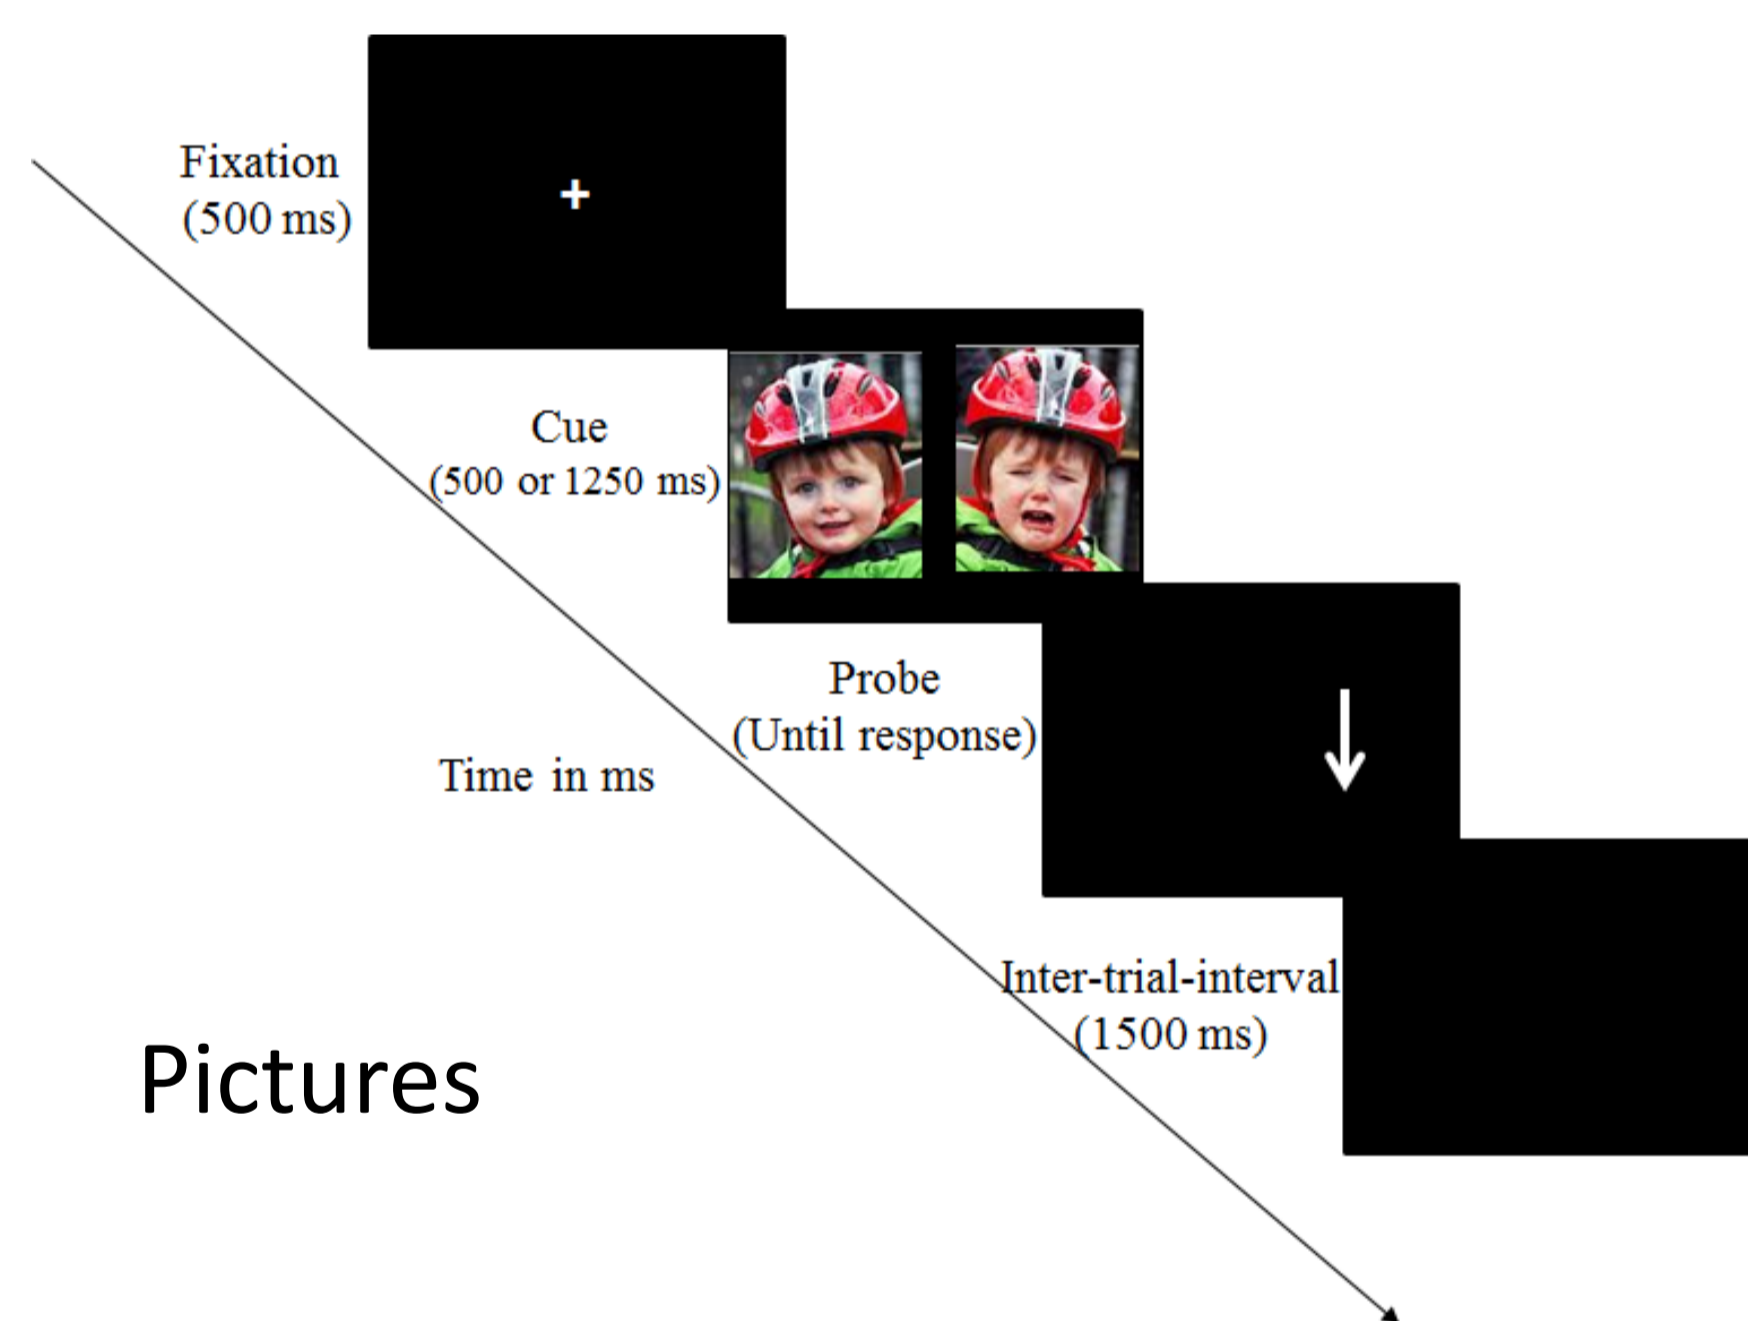 Fixation
(500 ms)
Cue
(500 or 1250 ms)
Probe
(Until response)
Time in ms
Inter-trial-interval
(1500 ms)
Pictures